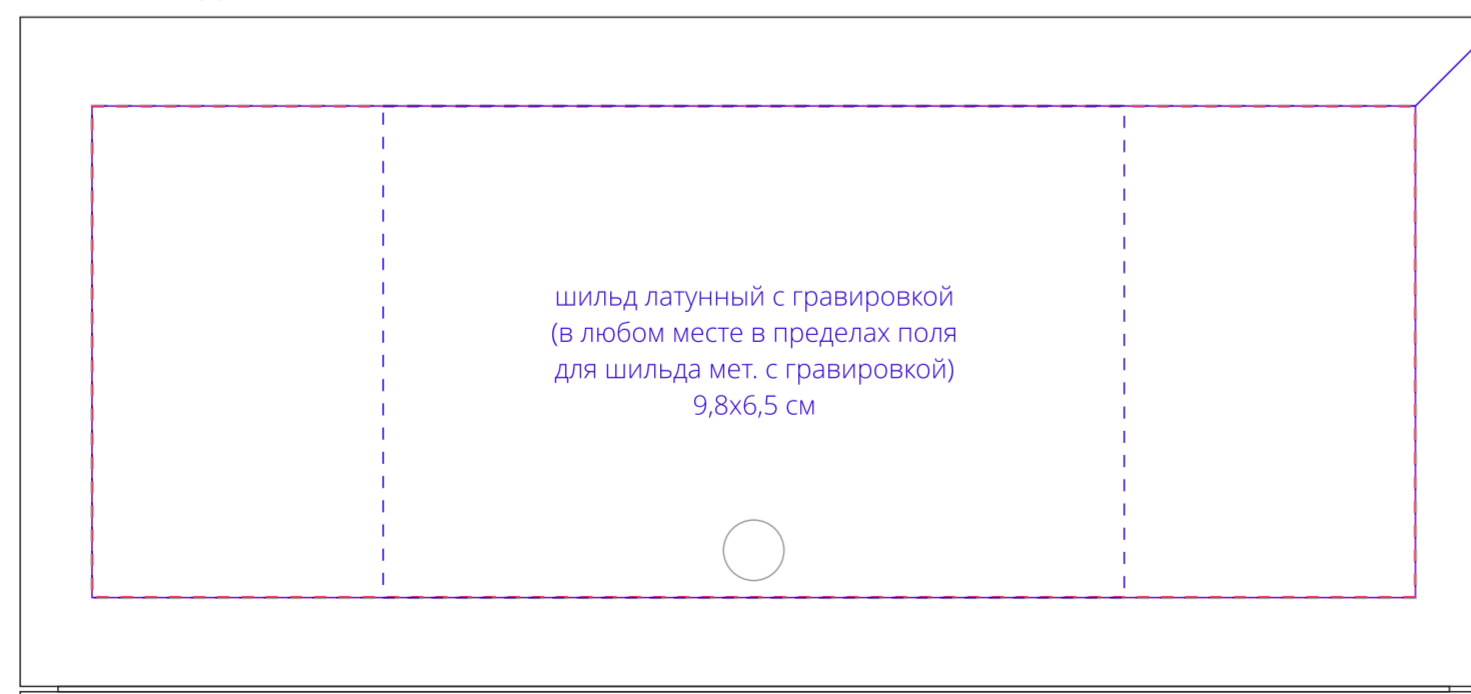 шильд латунный с гравировкой
(в любом месте в пределах поля
для шильда мет. с гравировкой)
9,8х6,5 см